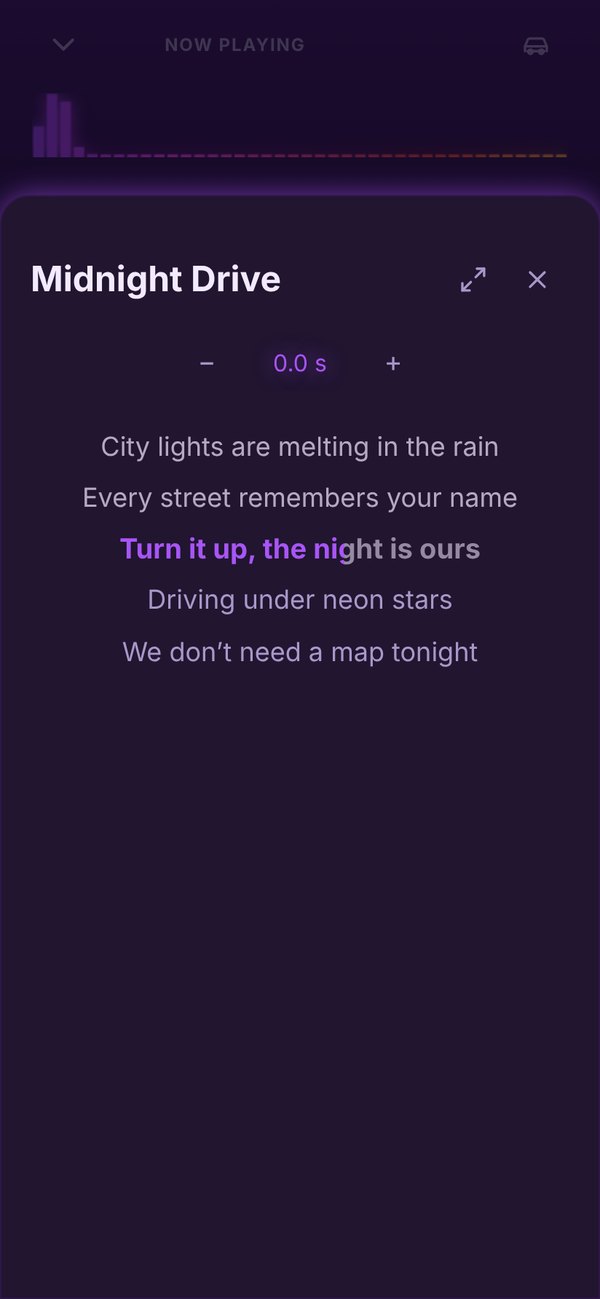 NOW PLAYING
Midnight Drive
− 0.0 s +
City lights are melting in the rain
Every street remembers your name
Turn it up, the night is ours
Driving under neon stars
We don’t need a map tonight